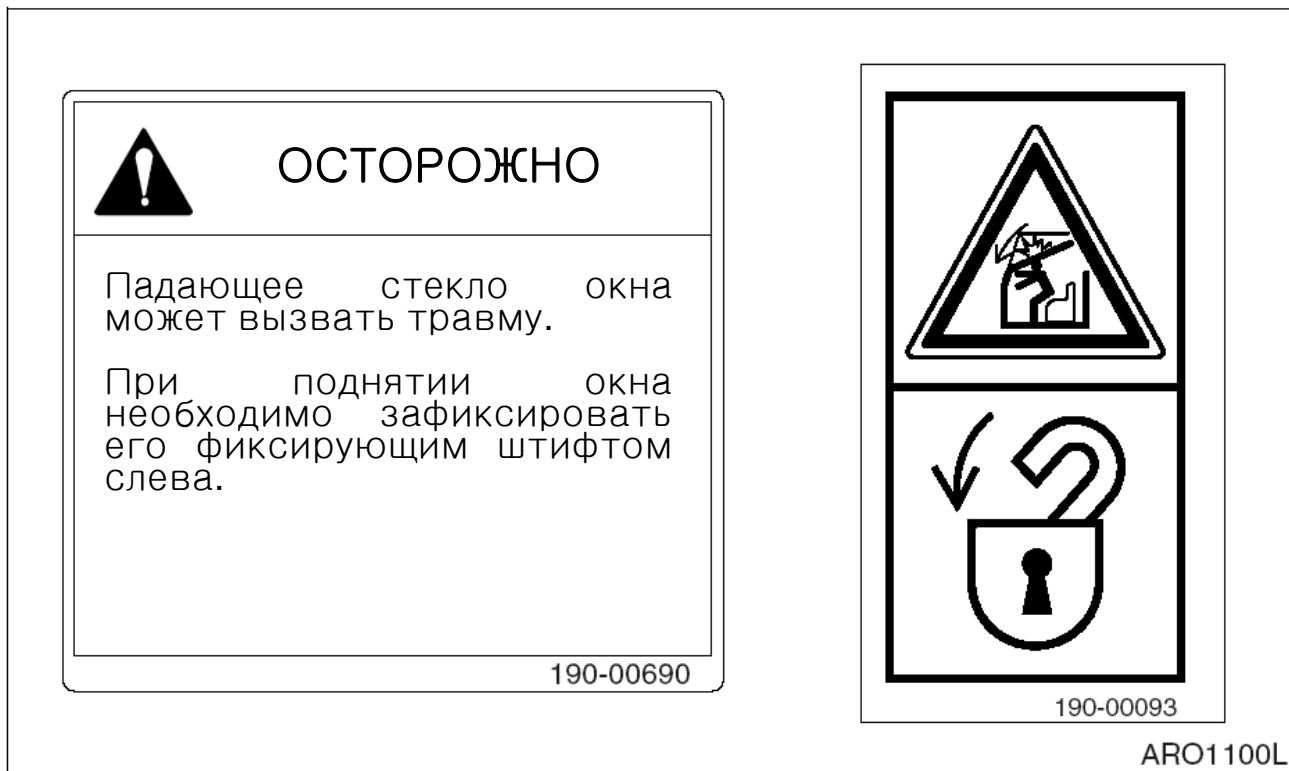 ОСТОРОЖНО
Падающее стекло окна
может вызвать травму.
При поднятии окна
необходимо зафиксировать
его фиксирующим штифтом
слева.
190-00690
190-00093
ARO1100L